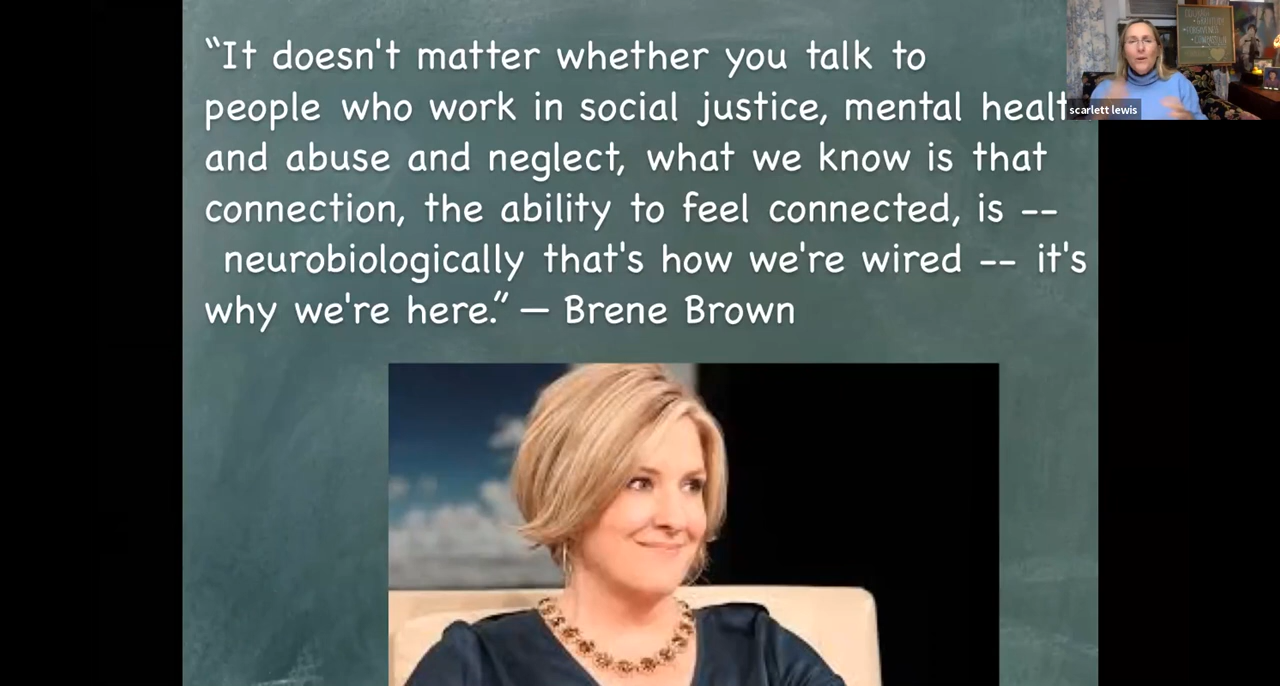 “It doesn't matter whether you talk to
people who work in social justice, mental healt
and abuse and neglect, what we know is that
connection, the ability to feel connected, is --
neurobiologically that's how we're wired -- it's
why we're here.” — Brene Brown
scarlett lewis